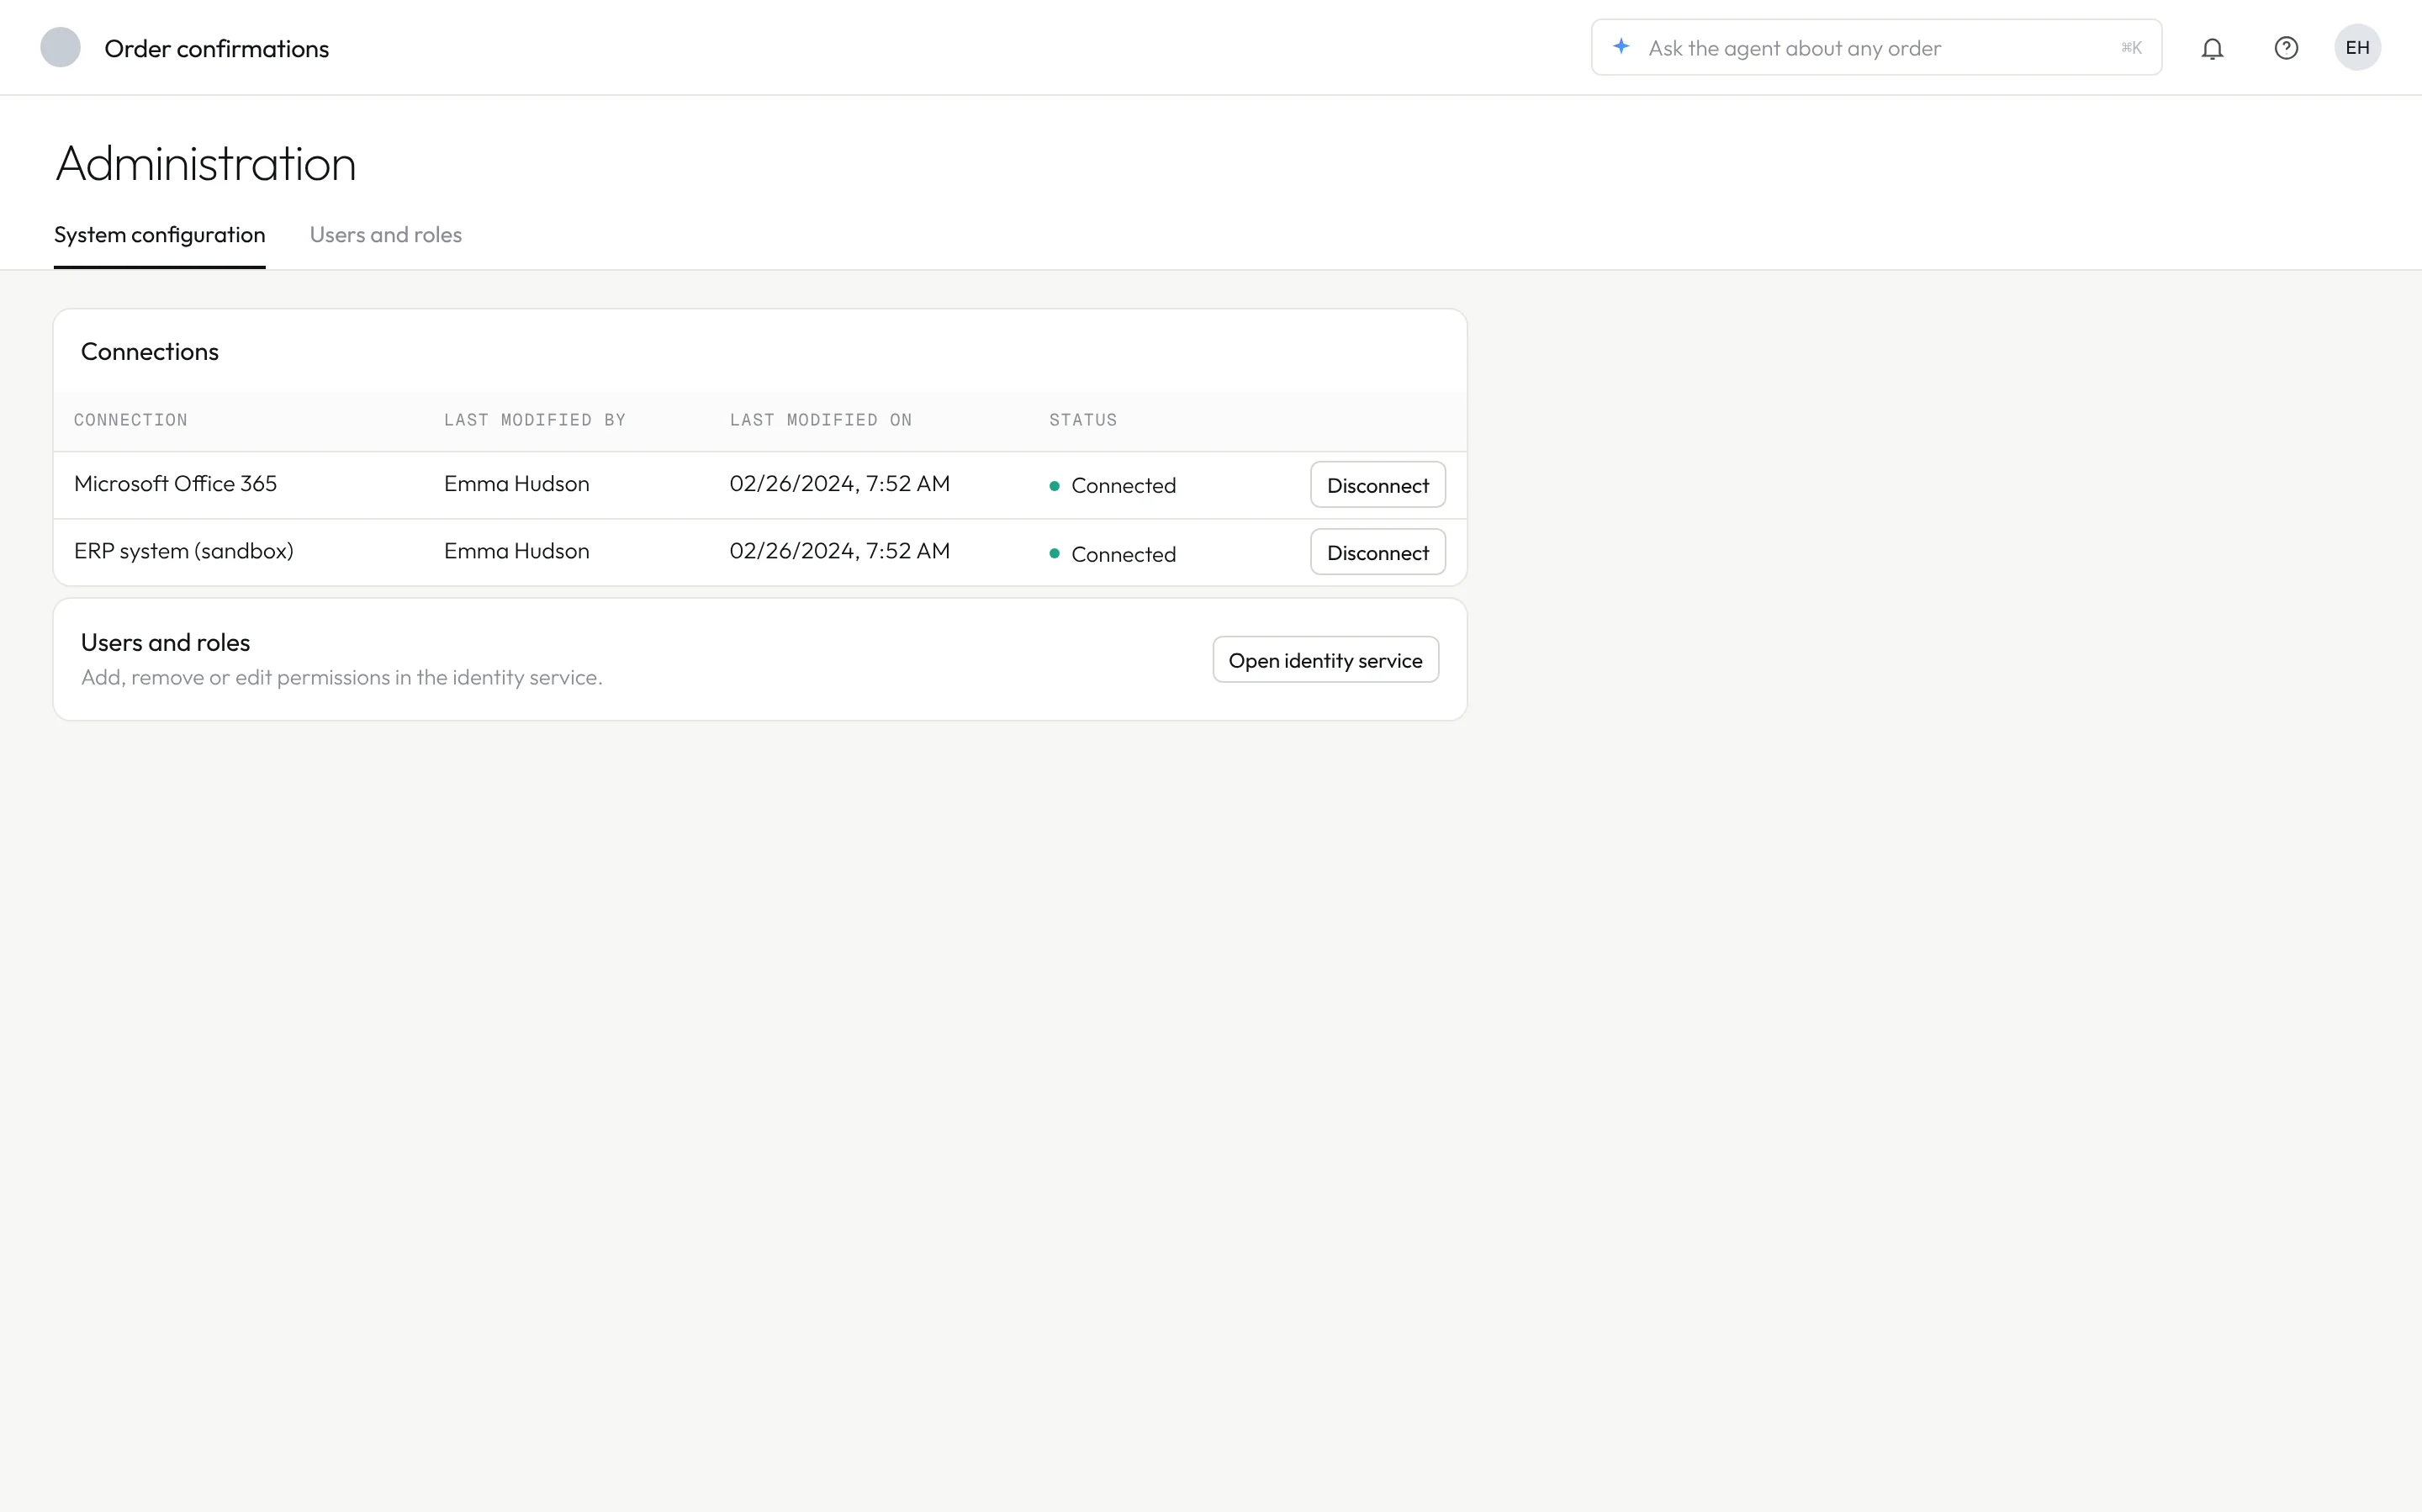 Order confirmations
Ask the agent about any order ⌘K
EH
Administration
System configuration Users and roles
Connections
CONNECTION LAST MODIFIED BY LAST MODIFIED ON STATUS
Microsoft Office 365 Emma Hudson 02/26/2024, 7:52 AM Connected Disconnect
ERP system (sandbox) Emma Hudson 02/26/2024, 7:52 AM Connected Disconnect
Users and roles
Add, remove or edit permissions in the identity service.
Open identity service